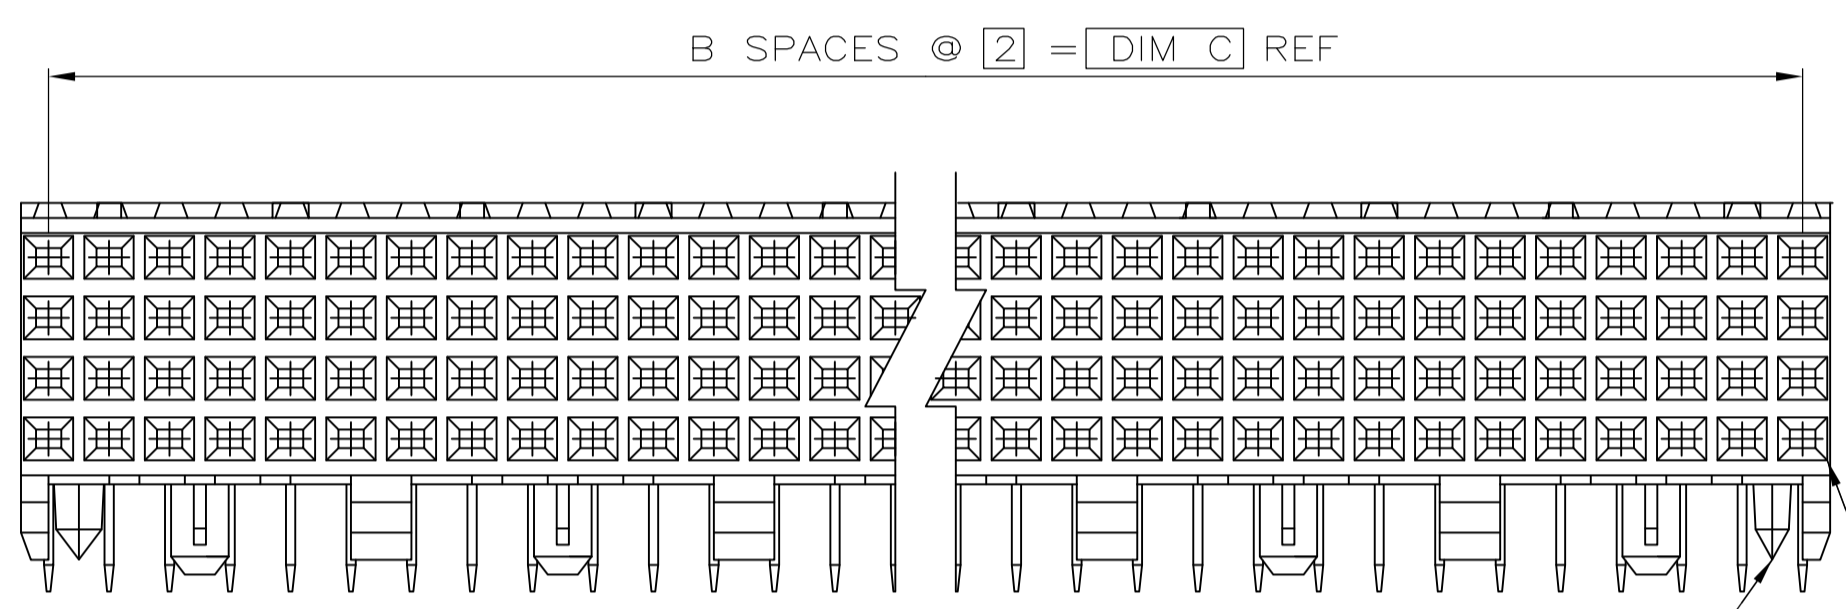 B SPACES @ 2 = DIM C REF